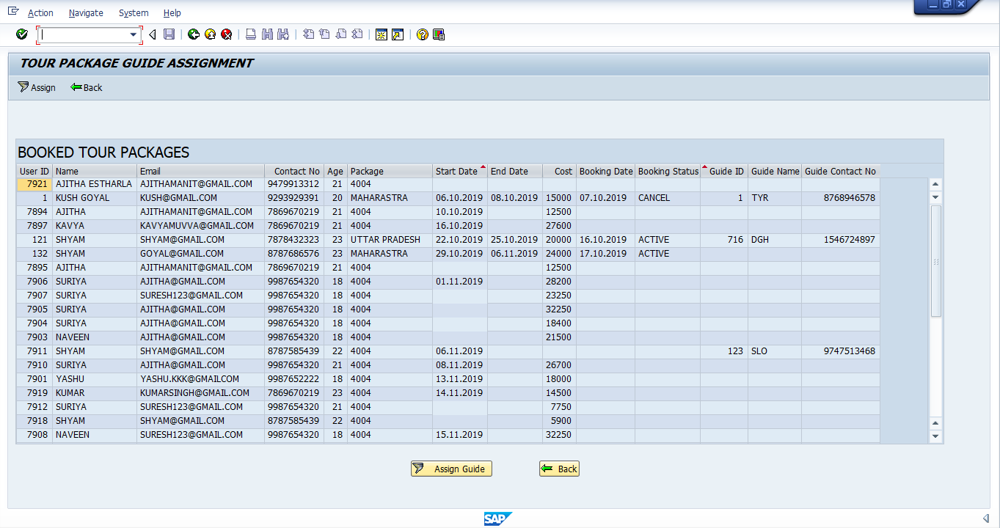 Action Navigate System Help
TOUR PACKAGE GUIDE ASSIGNMENT
Assign Back
BOOKED TOUR PACKAGES
User ID Name Email Contact No Age Package Start Date End Date Cost Booking Date Booking Status Guide ID Guide Name Guide Contact No
7921 AJITHA ESTHARLA AJITHAMANIT@GMAIL.COM 9479913312 21 4004
1 KUSH GOYAL KUSH@GMAIL.COM 9293929391 20 MAHARASTRA 06.10.2019 08.10.2019 15000 07.10.2019 CANCEL 1 TYR 8768946578
7894 AJITHA AJITHAMANIT@GMAIL.COM 7869670219 21 4004 10.10.2019 12500
7897 KAVYA KAVYAMUVVA@GMAIL.COM 7869670219 21 4004 16.10.2019 27600
121 SHYAM SHYAM@GMAIL.COM 7878432323 23 UTTAR PRADESH 22.10.2019 25.10.2019 20000 16.10.2019 ACTIVE 716 DGH 1546724897
132 SHYAM GOYAL@GMAIL.COM 8787686576 23 MAHARASTRA 29.10.2019 06.11.2019 24000 17.10.2019 ACTIVE
7895 AJITHA AJITHAMANIT@GMAIL.COM 7869670219 21 4004 12500
7906 SURIYA AJITHA@GMAIL.COM 9987654320 18 4004 01.11.2019 28200
7907 SURIYA SURESH123@GMAIL.COM 9987654320 18 4004 23250
7905 SURIYA AJITHA@GMAIL.COM 9987654320 18 4004 32250
7904 SURIYA AJITHA@GMAIL.COM 9987654320 18 4004 18400
7903 NAVEEN AJITHA@GMAIL.COM 9987654320 18 4004 21500
7911 SHYAM SHYAM@GMAIL.COM 8787585439 22 4004 06.11.2019 123 SLO 9747513468
7910 SURIYA AJITHA@GMAIL.COM 9987654320 21 4004 08.11.2019 26700
7901 YASHU YASHU.KKK@GMAILCOM 9987652222 18 4004 13.11.2019 18000
7919 KUMAR KUMARSINGH@GMAIL.COM 7869670219 23 4004 14.11.2019 14500
7912 SURIYA SURESH123@GMAIL.COM 9987654320 21 4004 7750
7918 SHYAM SHYAM@GMAIL.COM 8787585439 22 4004 5900
7908 NAVEEN SURESH123@GMAIL.COM 9987654320 18 4004 15.11.2019 32250
Assign Guide Back
SAP